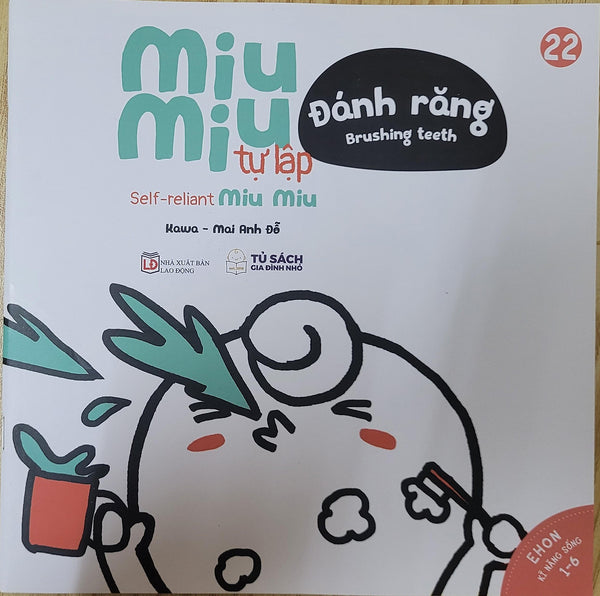 miu
miu
tự lập
Self-reliant Miu Miu
Đánh răng
Brushing teeth
22
Kawa - Mai Anh Đỗ
LĐ
NHÀ XUẤT BẢN
LAO ĐỘNG
TỦ SÁCH
GIA ĐÌNH NHỎ
EHON
KĨ NĂNG SỐNG
1-6